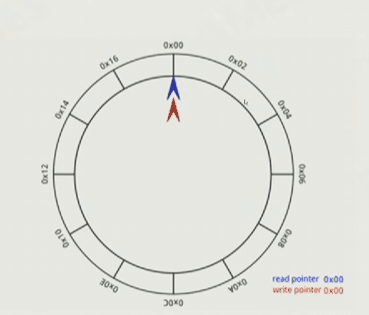 0x00
0x02
0x04
0x06
0x08
0x0A
0x0C
0x0E
0x10
0x12
0x14
0x16
read pointer 0x00
write pointer 0x00